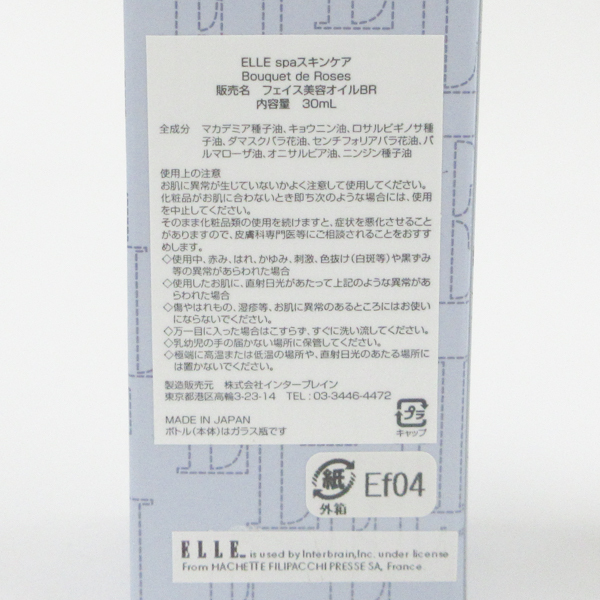 ELLE spaスキンケア
Bouquet de Roses
販売名　フェイス美容オイルBR
内容量　30mL
全成分　マカデミア種子油、キョウニン油、ロサルビギノサ種
子油、ダマスクバラ花油、センチフォリアバラ花油、パ
ルマローザ油、オニサルビア油、ニンジン種子油
使用上の注意
お肌に異常が生じていないかよく注意して使用してください。
化粧品がお肌に合わないとき即ち次のような場合には、使用
を中止してください。
そのまま化粧品類の使用を続けますと、症状を悪化させること
がありますので、皮膚科専門医等にご相談されることをおすす
めします。
◇使用中、赤み、はれ、かゆみ、刺激、色抜け(白斑等)や黒ずみ
等の異常があらわれた場合
◇使用したお肌に、直射日光があたって上記のような異常があ
らわれた場合
◇傷やはれもの、湿疹等、お肌に異常のあるところにはお使い
にならないでください。
◇万一目に入った場合はこすらず、すぐに洗い流してください。
◇乳幼児の手の届かない場所に保管してください。
◇極端に高温または低温の場所や、直射日光のあたる場所に
は置かないでください。
製造販売元　株式会社インターブレイン
東京都港区高輪3-23-14　TEL : 03-3446-4472
MADE IN JAPAN
ボトル(本体)はガラス瓶です
プラ
キャップ
紙
外箱
Ef04
ELLE is used by Interbrain,Inc. under license
From HACHETTE FILIPACCHI PRESSE SA, France.